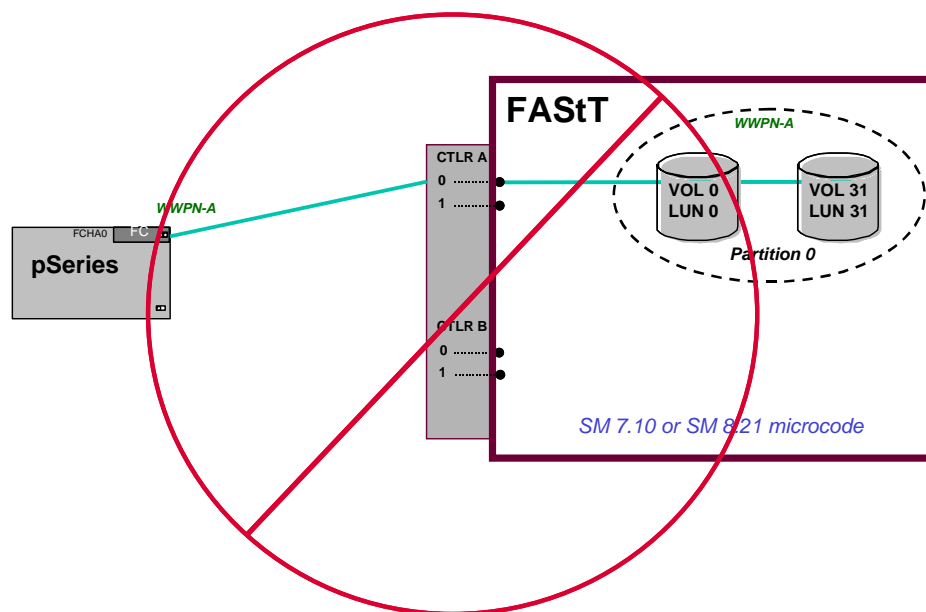 FAStT
WWPN-A
CTLR A
0
1
VOL 0
LUN 0
VOL 31
LUN 31
WWPN-A
FCHA0
FC
pSeries
Partition 0
CTLR B
0
1
SM 7.10 or SM 8.21 microcode